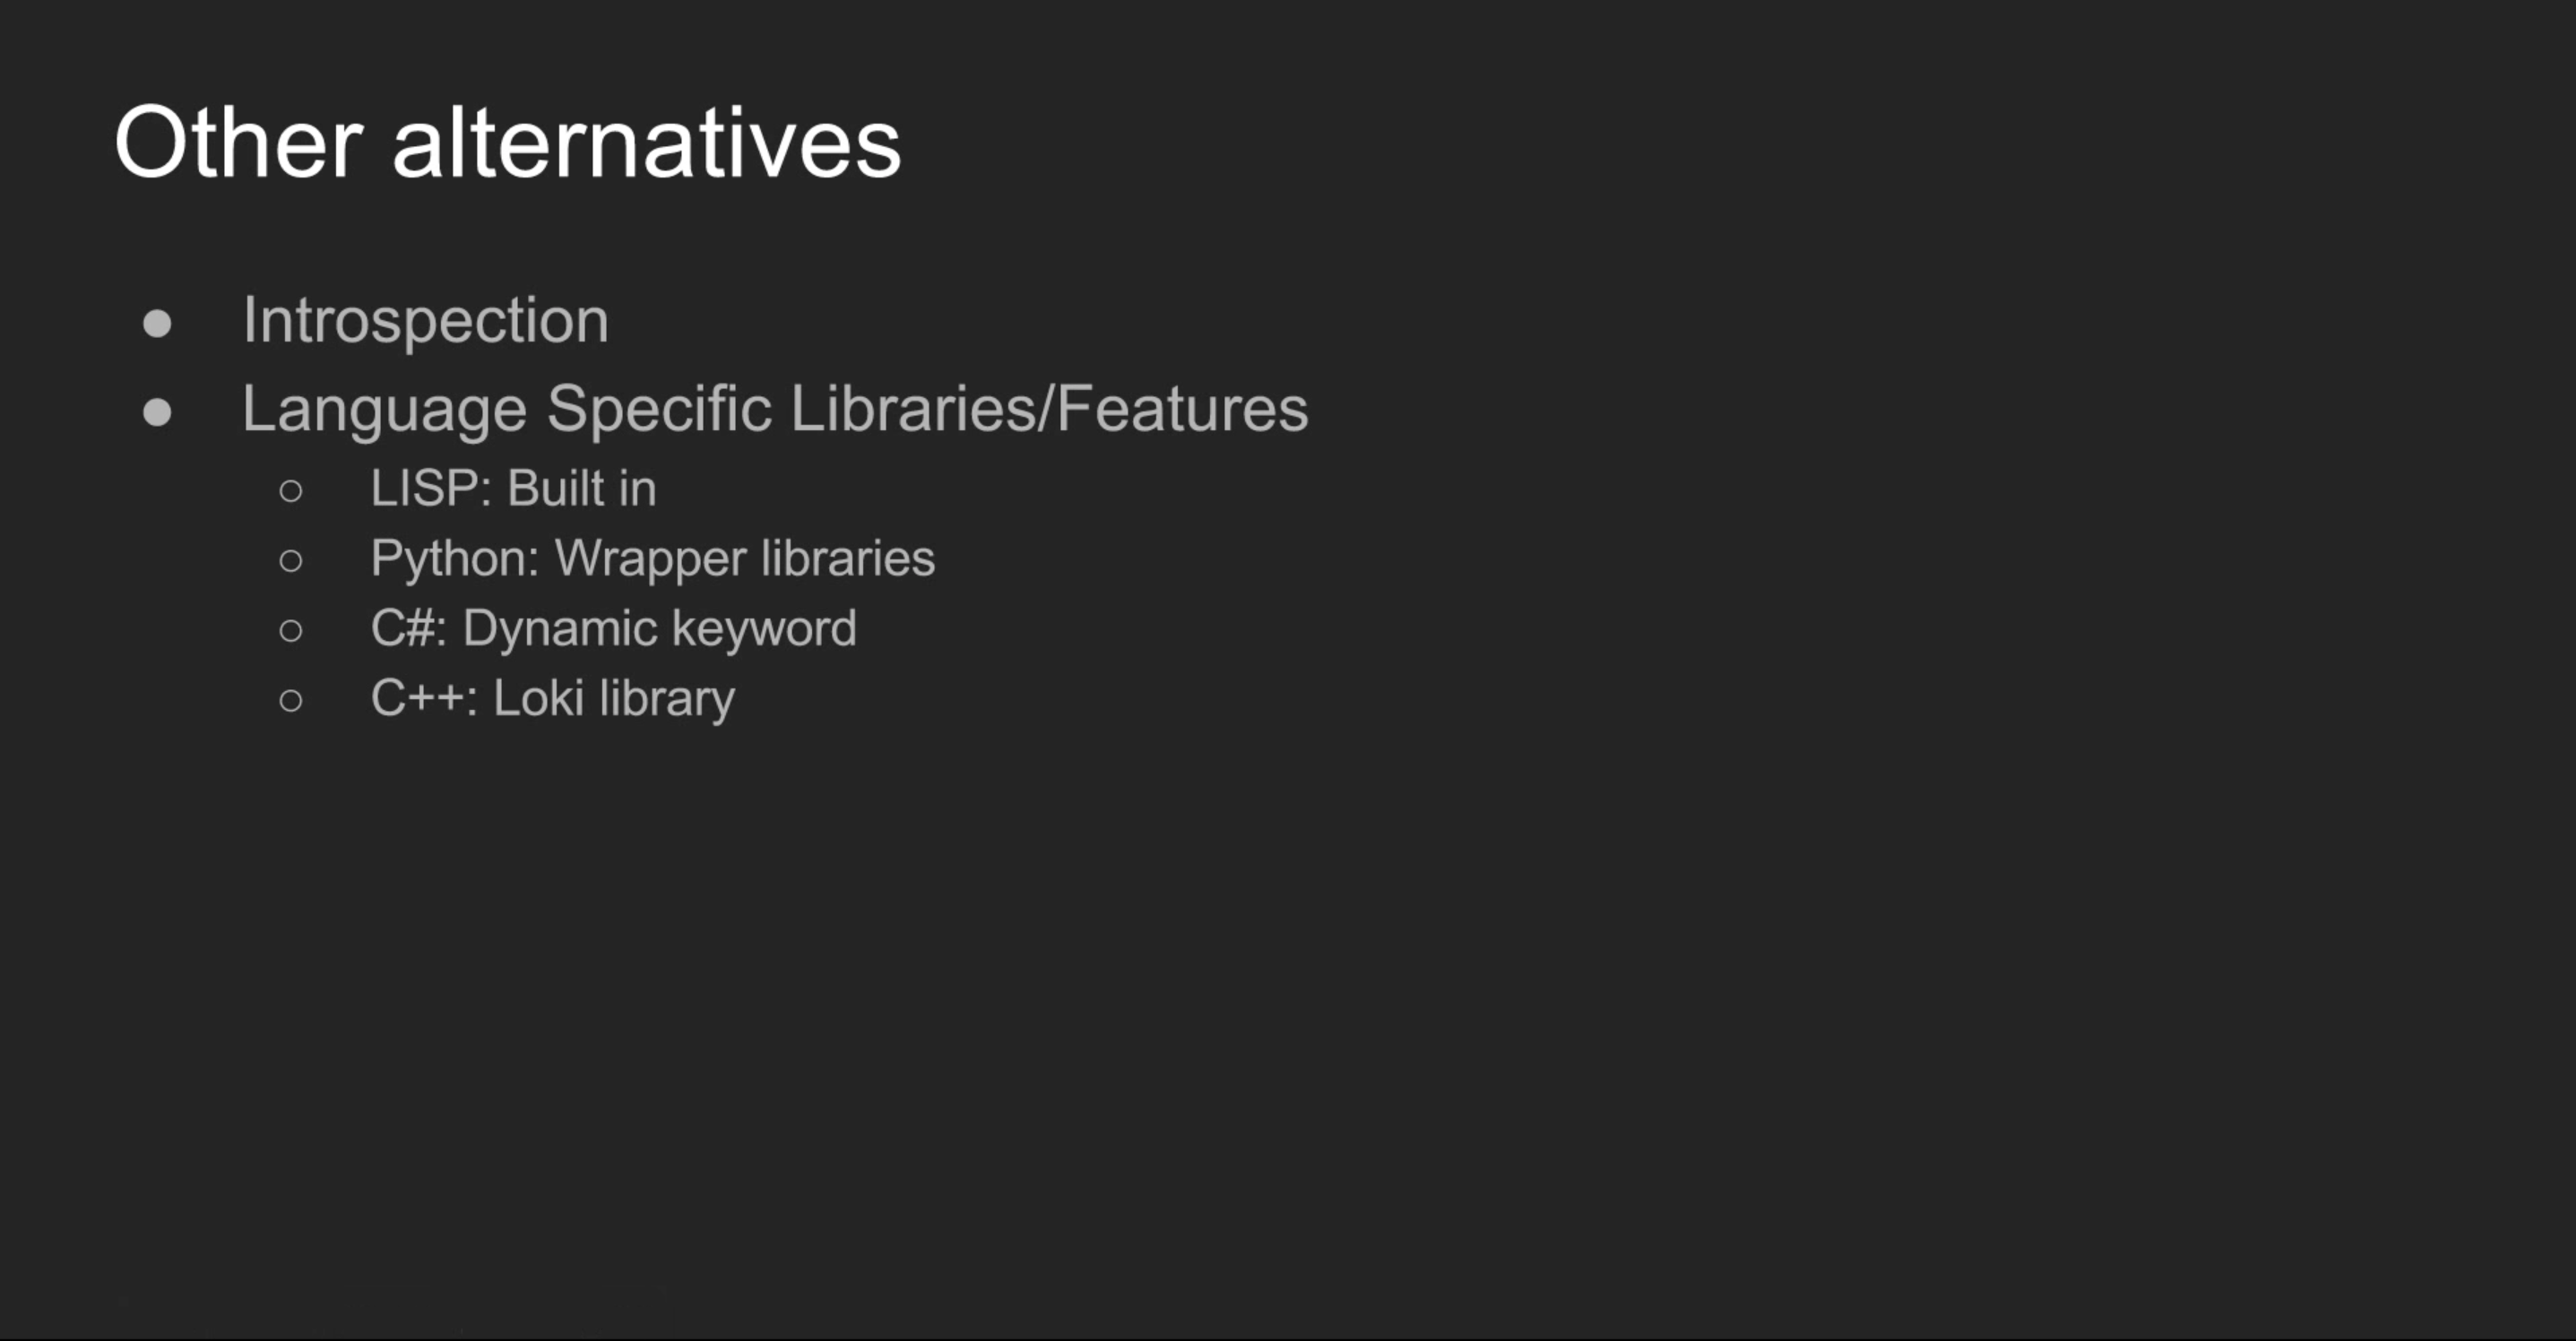 Other alternatives
● Introspection
● Language Specific Libraries/Features
○ LISP: Built in
○ Python: Wrapper libraries
○ C#: Dynamic keyword
○ C++: Loki library